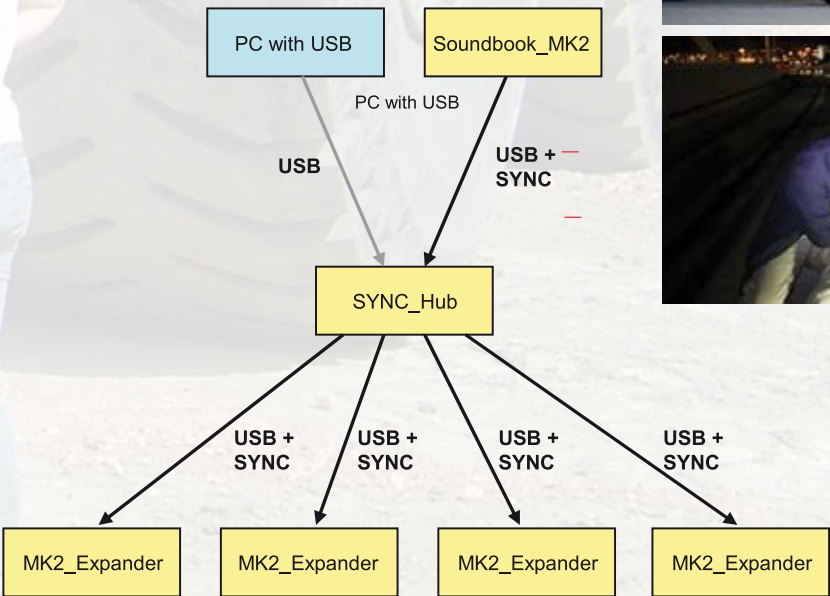 PC with USB
Soundbook_MK2
PC with USB
USB
USB +
SYNC
SYNC_Hub
USB +
SYNC
USB +
SYNC
USB +
SYNC
USB +
SYNC
MK2_Expander
MK2_Expander
MK2_Expander
MK2_Expander